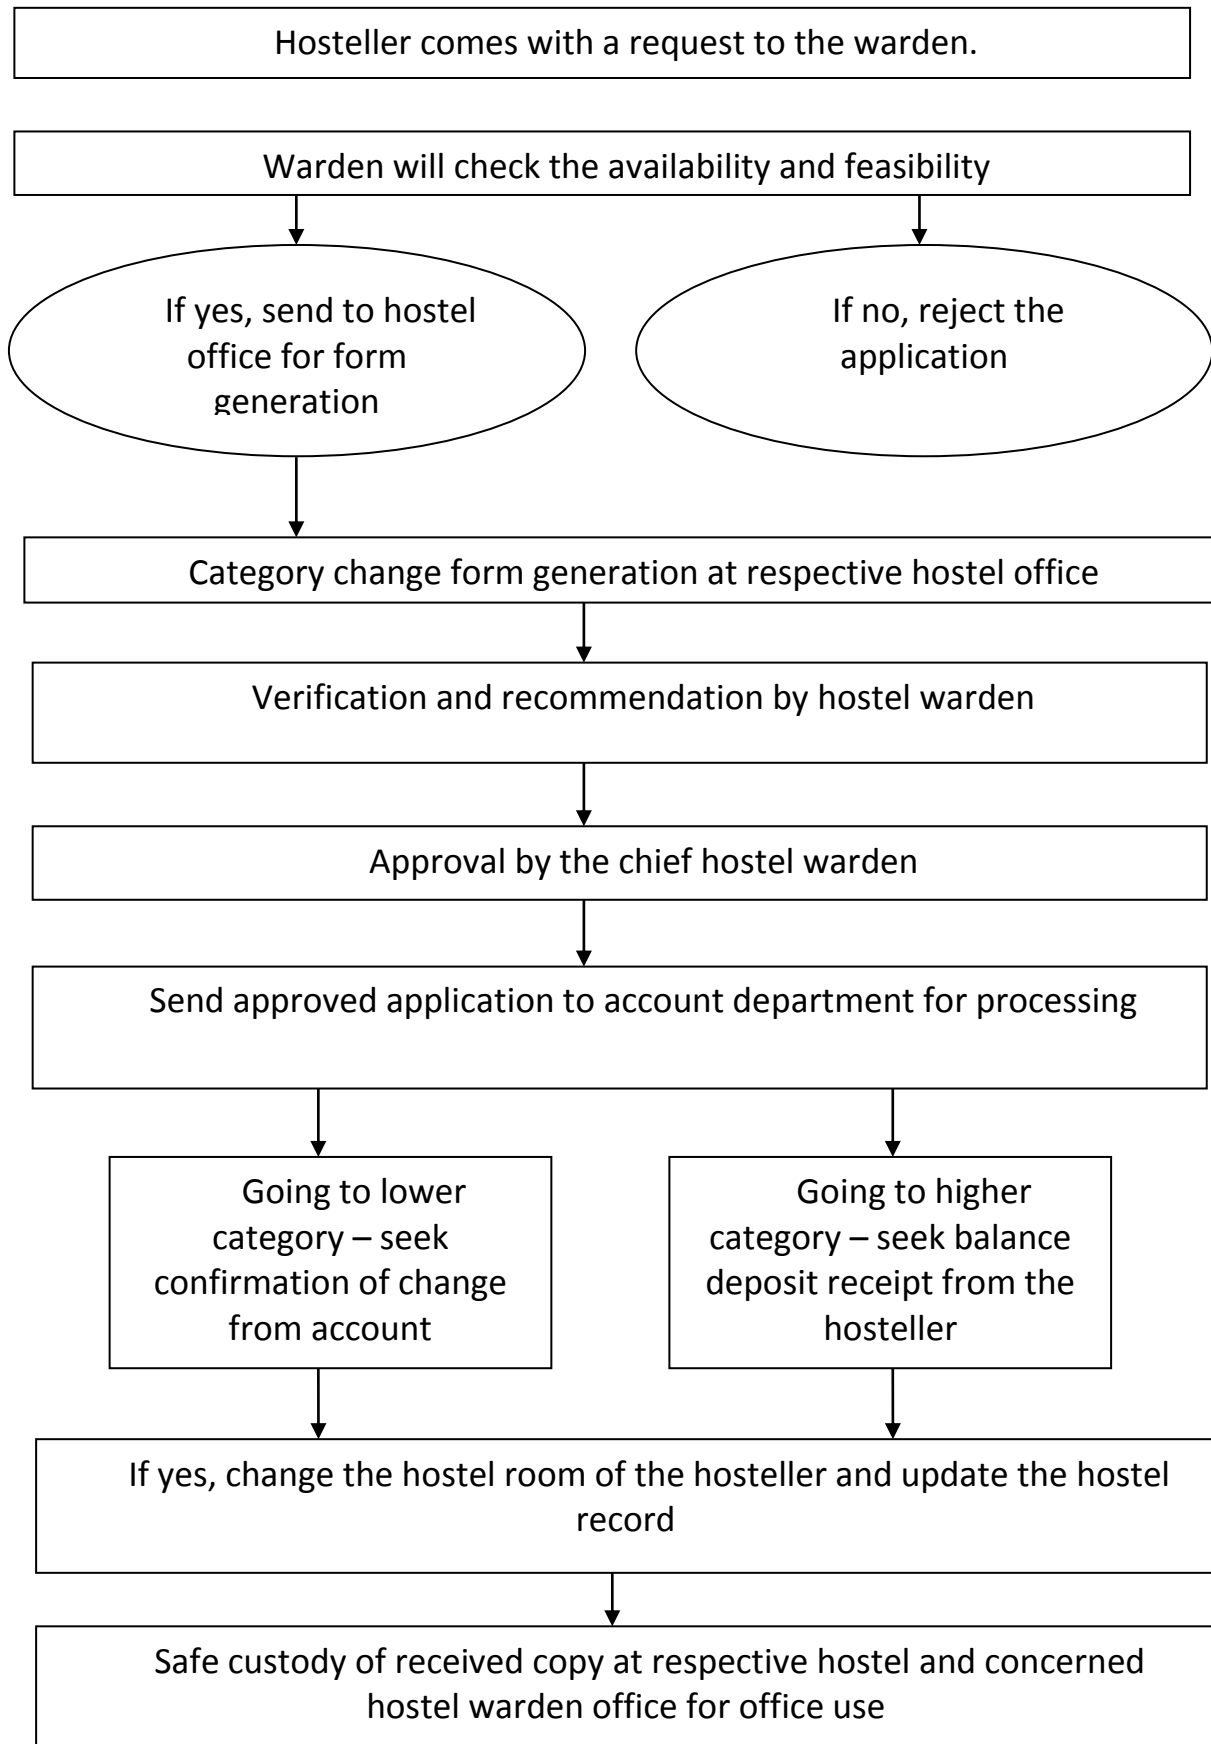 Hosteller comes with a request to the warden.
Warden will check the availability and feasibility
If yes, send to hostel
office for form
generation
If no, reject the
application
Category change form generation at respective hostel office
Verification and recommendation by hostel warden
Approval by the chief hostel warden
Send approved application to account department for processing
Going to lower
category – seek
confirmation of change
from account
Going to higher
category – seek balance
deposit receipt from the
hosteller
If yes, change the hostel room of the hosteller and update the hostel
record
Safe custody of received copy at respective hostel and concerned
hostel warden office for office use